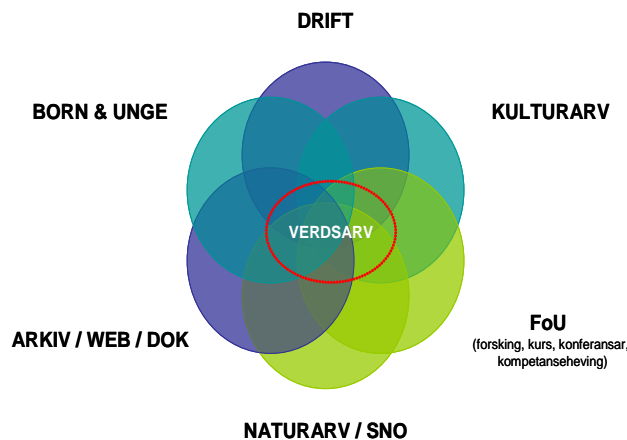 DRIFT
BORN & UNGE
KULTURARV
VERDSARV
ARKIV / WEB / DOK
FoU
(forsking, kurs, konferansar,
kompetanseheving)
NATURARV / SNO